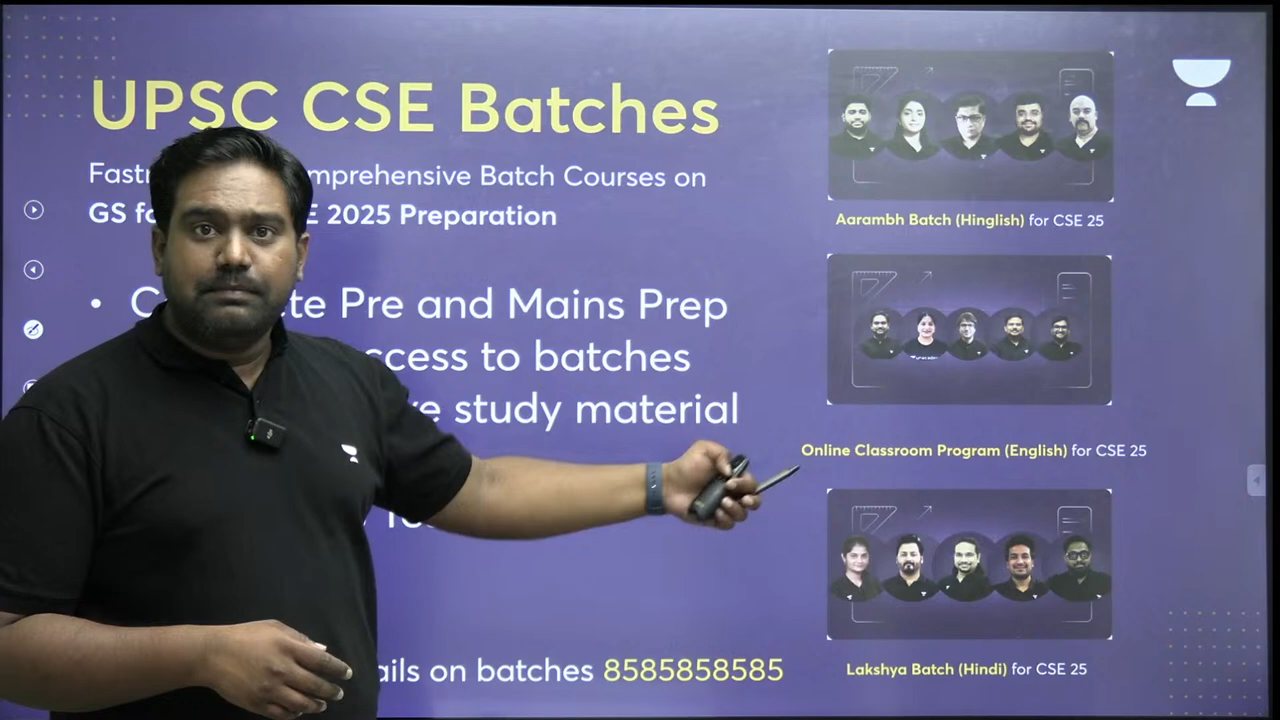 UPSC CSE Batches
Fastr mprehensive Batch Courses on
GS fo E 2025 Preparation
• C te Pre and Mains Prep
ccess to batches
ve study material
ails on batches 8585858585
Aarambh Batch (Hinglish) for CSE 25
Online Classroom Program (English) for CSE 25
Lakshya Batch (Hindi) for CSE 25